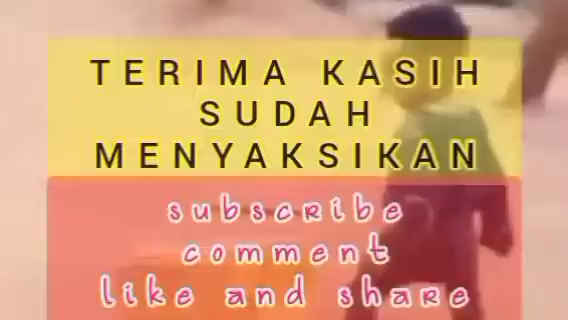 TERIMA KASIH
SUDAH
MENYAKSIKAN
subscribe
comment
like and share